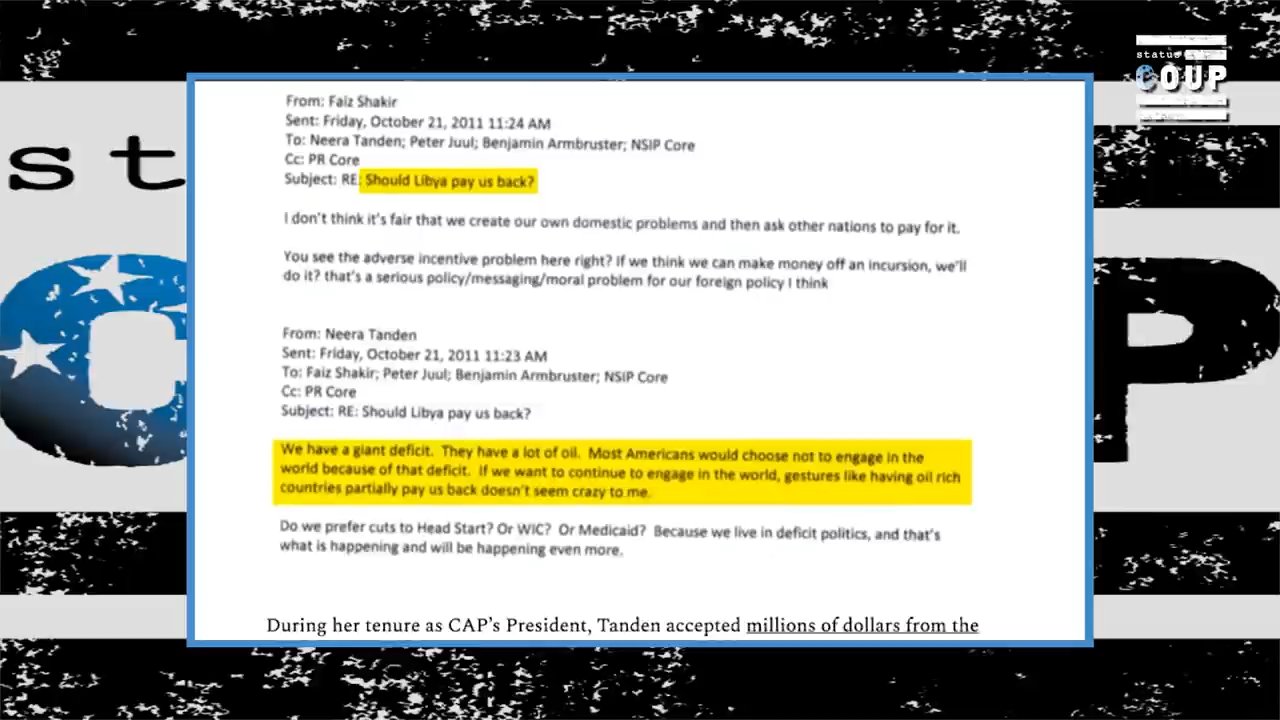 status
COUP
st
From: Faiz Shakir
Sent: Friday, October 21, 2011 11:24 AM
To: Neera Tanden; Peter Juul; Benjamin Armbruster; NSIP Core
Cc: PR Core
Subject: RE: Should Libya pay us back?
I don't think it's fair that we create our own domestic problems and then ask other nations to pay for it.
You see the adverse incentive problem here right? If we think we can make money off an incursion, we'll
do it? that's a serious policy/messaging/moral problem for our foreign policy I think
From: Neera Tanden
Sent: Friday, October 21, 2011 11:23 AM
To: Faiz Shakir; Peter Juul; Benjamin Armbruster; NSIP Core
Cc: PR Core
Subject: RE: Should Libya pay us back?
We have a giant deficit. They have a lot of oil. Most Americans would choose not to engage in the
world because of that deficit. If we want to continue to engage in the world, gestures like having oil rich
countries partially pay us back doesn't seem crazy to me.
Do we prefer cuts to Head Start? Or WIC? Or Medicaid? Because we live in deficit politics, and that's
what is happening and will be happening even more.
During her tenure as CAP's President, Tanden accepted millions of dollars from the
C
P